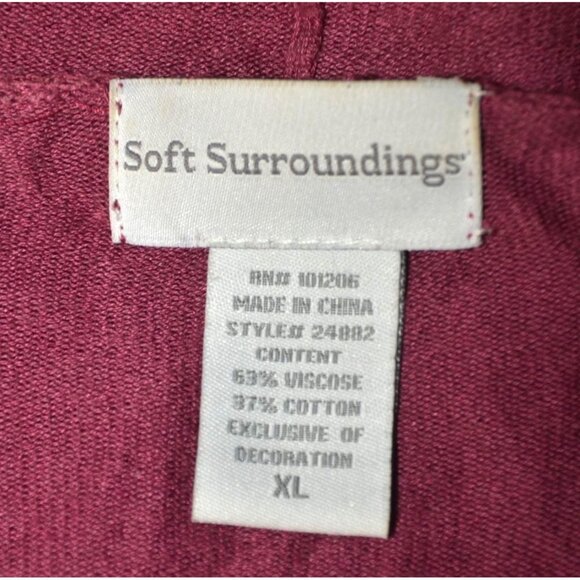 Soft Surroundings
RN# 101206
MADE IN CHINA
STYLE# 24882
CONTENT
63% VISCOSE
37% COTTON
EXCLUSIVE OF
DECORATION
XL